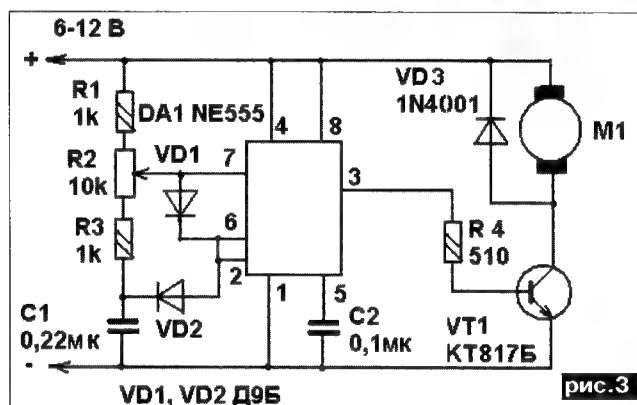 6-12 В
+
R1
1k
DA1 NE555
VD3
1N4001
4
8
M1
R2
10k
VD1
7
3
R3
1k
6
2
R 4
510
1
5
C1
0,22мк
VD2
C2
0,1мк
VT1
КТ817Б
-
VD1, VD2 Д9Б
рис.3